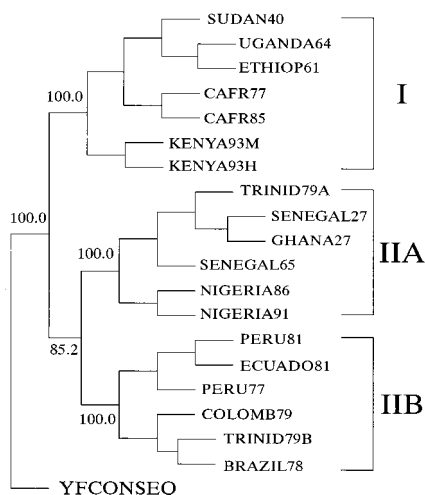 SUDAN40
UGANDA64
ETHIOP61
100.0
I
CAFR77
CAFR85
KENYA93M
KENYA93H
TRINID79A
100.0
SENEGAL27
GHANA27
100.0
IIA
SENEGAL65
NIGERIA86
NIGERIA91
PERU81
85.2
ECUADO81
PERU77
IIB
100.0
COLOMB79
TRINID79B
BRAZIL78
YFCONSEO